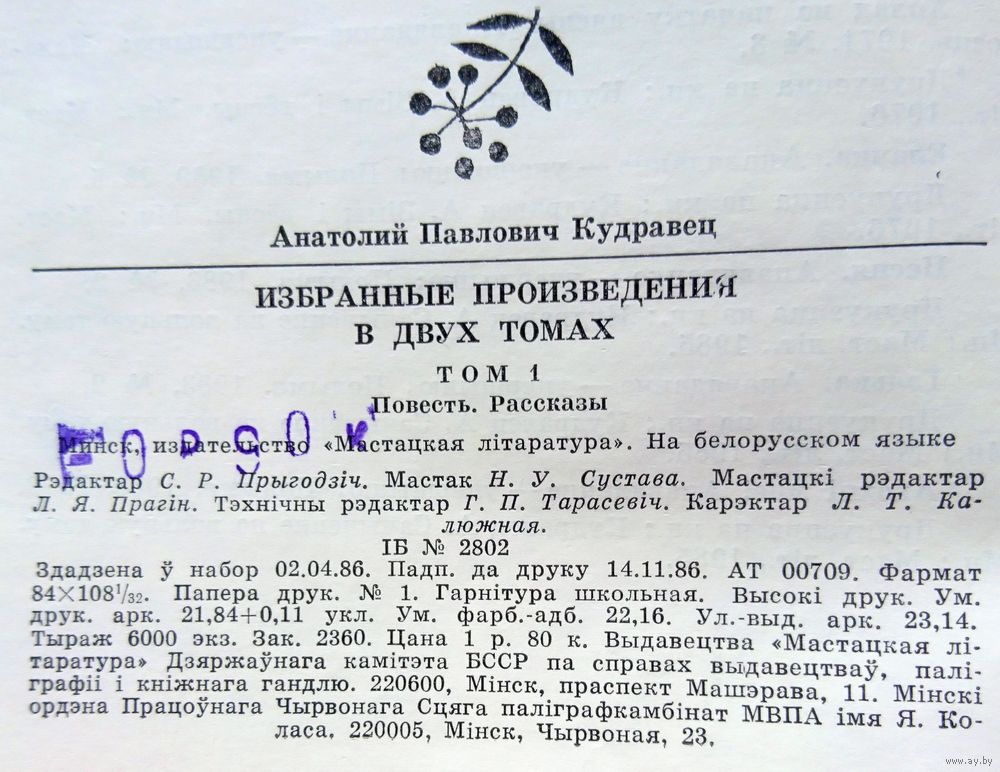 Анатолий Павлович Кудравец
ИЗБРАННЫЕ ПРОИЗВЕДЕНИЯ
В ДВУХ ТОМАХ
ТОМ 1
Повесть. Рассказы
Минск, издательство «Мастацкая літаратура». На белорусском языке
Рэдактар С. Р. Прыгодзіч. Мастак Н. У. Сустава. Мастацкі рэдактар
Л. Я. Прагін. Тэхнічны рэдактар Г. П. Тарасевіч. Карэктар Л. Т. Ка-
люжная.
ІБ № 2802
Здадзена ў набор 02.04.86. Падп. да друку 14.11.86. АТ 00709. Фармат
84×108¹/₃₂. Папера друк. № 1. Гарнітура школьная. Высокі друк. Ум.
друк. арк. 21,84+0,11 укл. Ум. фарб.-адб. 22,16. Ул.-выд. арк. 23,14.
Тыраж 6000 экз. Зак. 2360. Цана 1 р. 80 к. Выдавецтва «Мастацкая лі-
таратура» Дзяржаўнага камітэта БССР па справах выдавецтваў, палі-
графіі і кніжнага гандлю. 220600, Мінск, праспект Машэрава, 11. Мінскі
ордэна Працоўнага Чырвонага Сцяга паліграфкамбінат МВПА імя Я. Ко-
ласа. 220005, Мінск, Чырвоная, 23.
www.ay.by